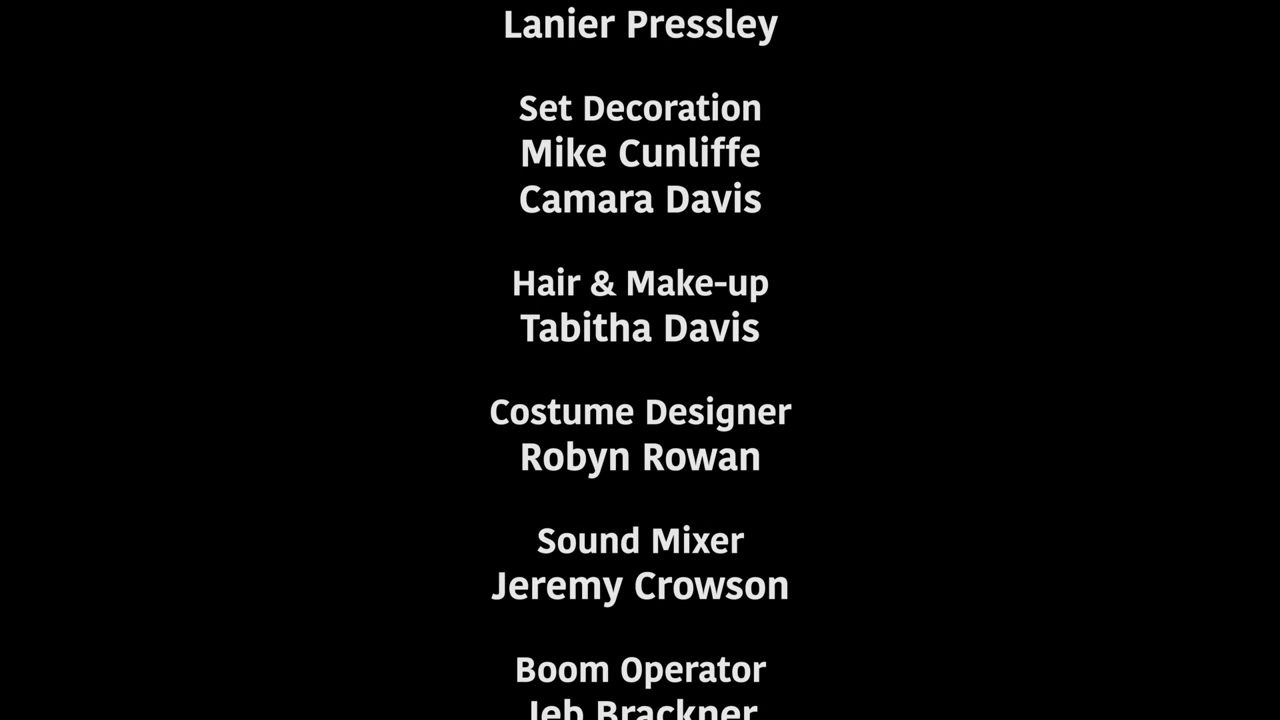 Lanier Pressley
Set Decoration
Mike Cunliffe
Camara Davis
Hair & Make-up
Tabitha Davis
Costume Designer
Robyn Rowan
Sound Mixer
Jeremy Crowson
Boom Operator
Jeb Brackner